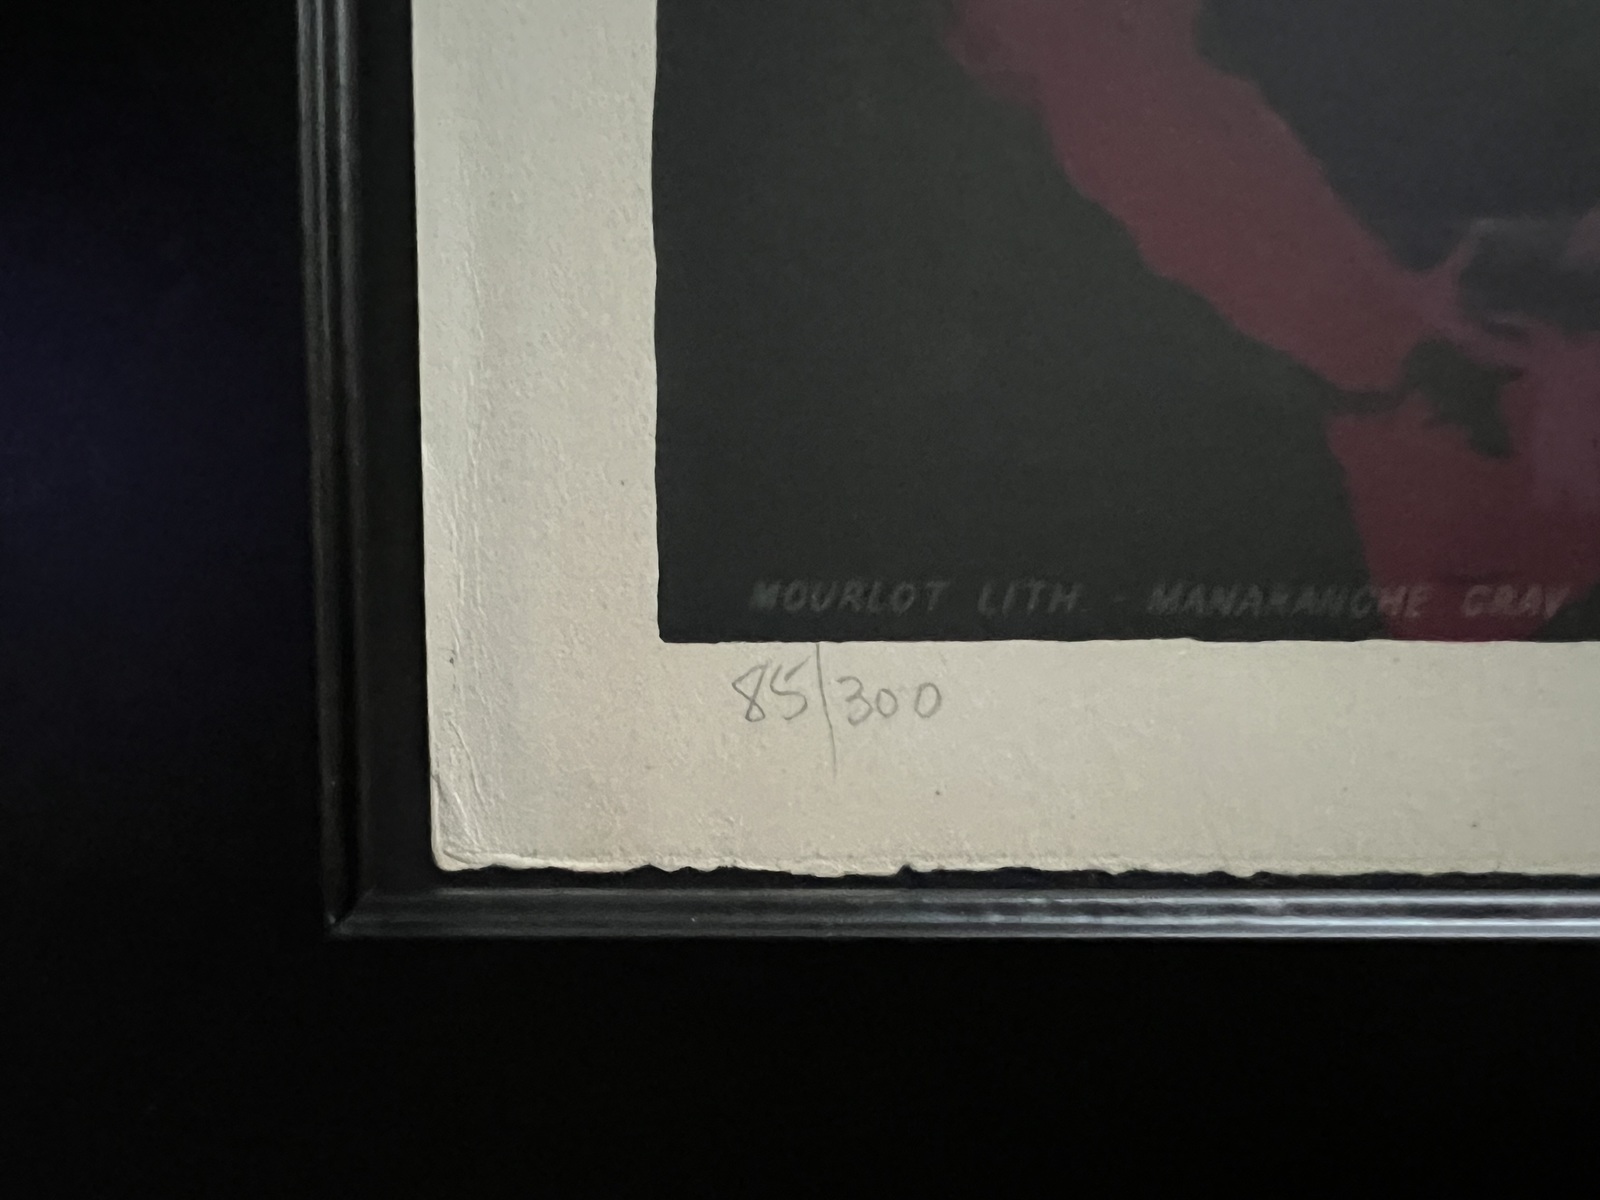 MOURLOT LITH. - MANARANCHE GRAV
85/300